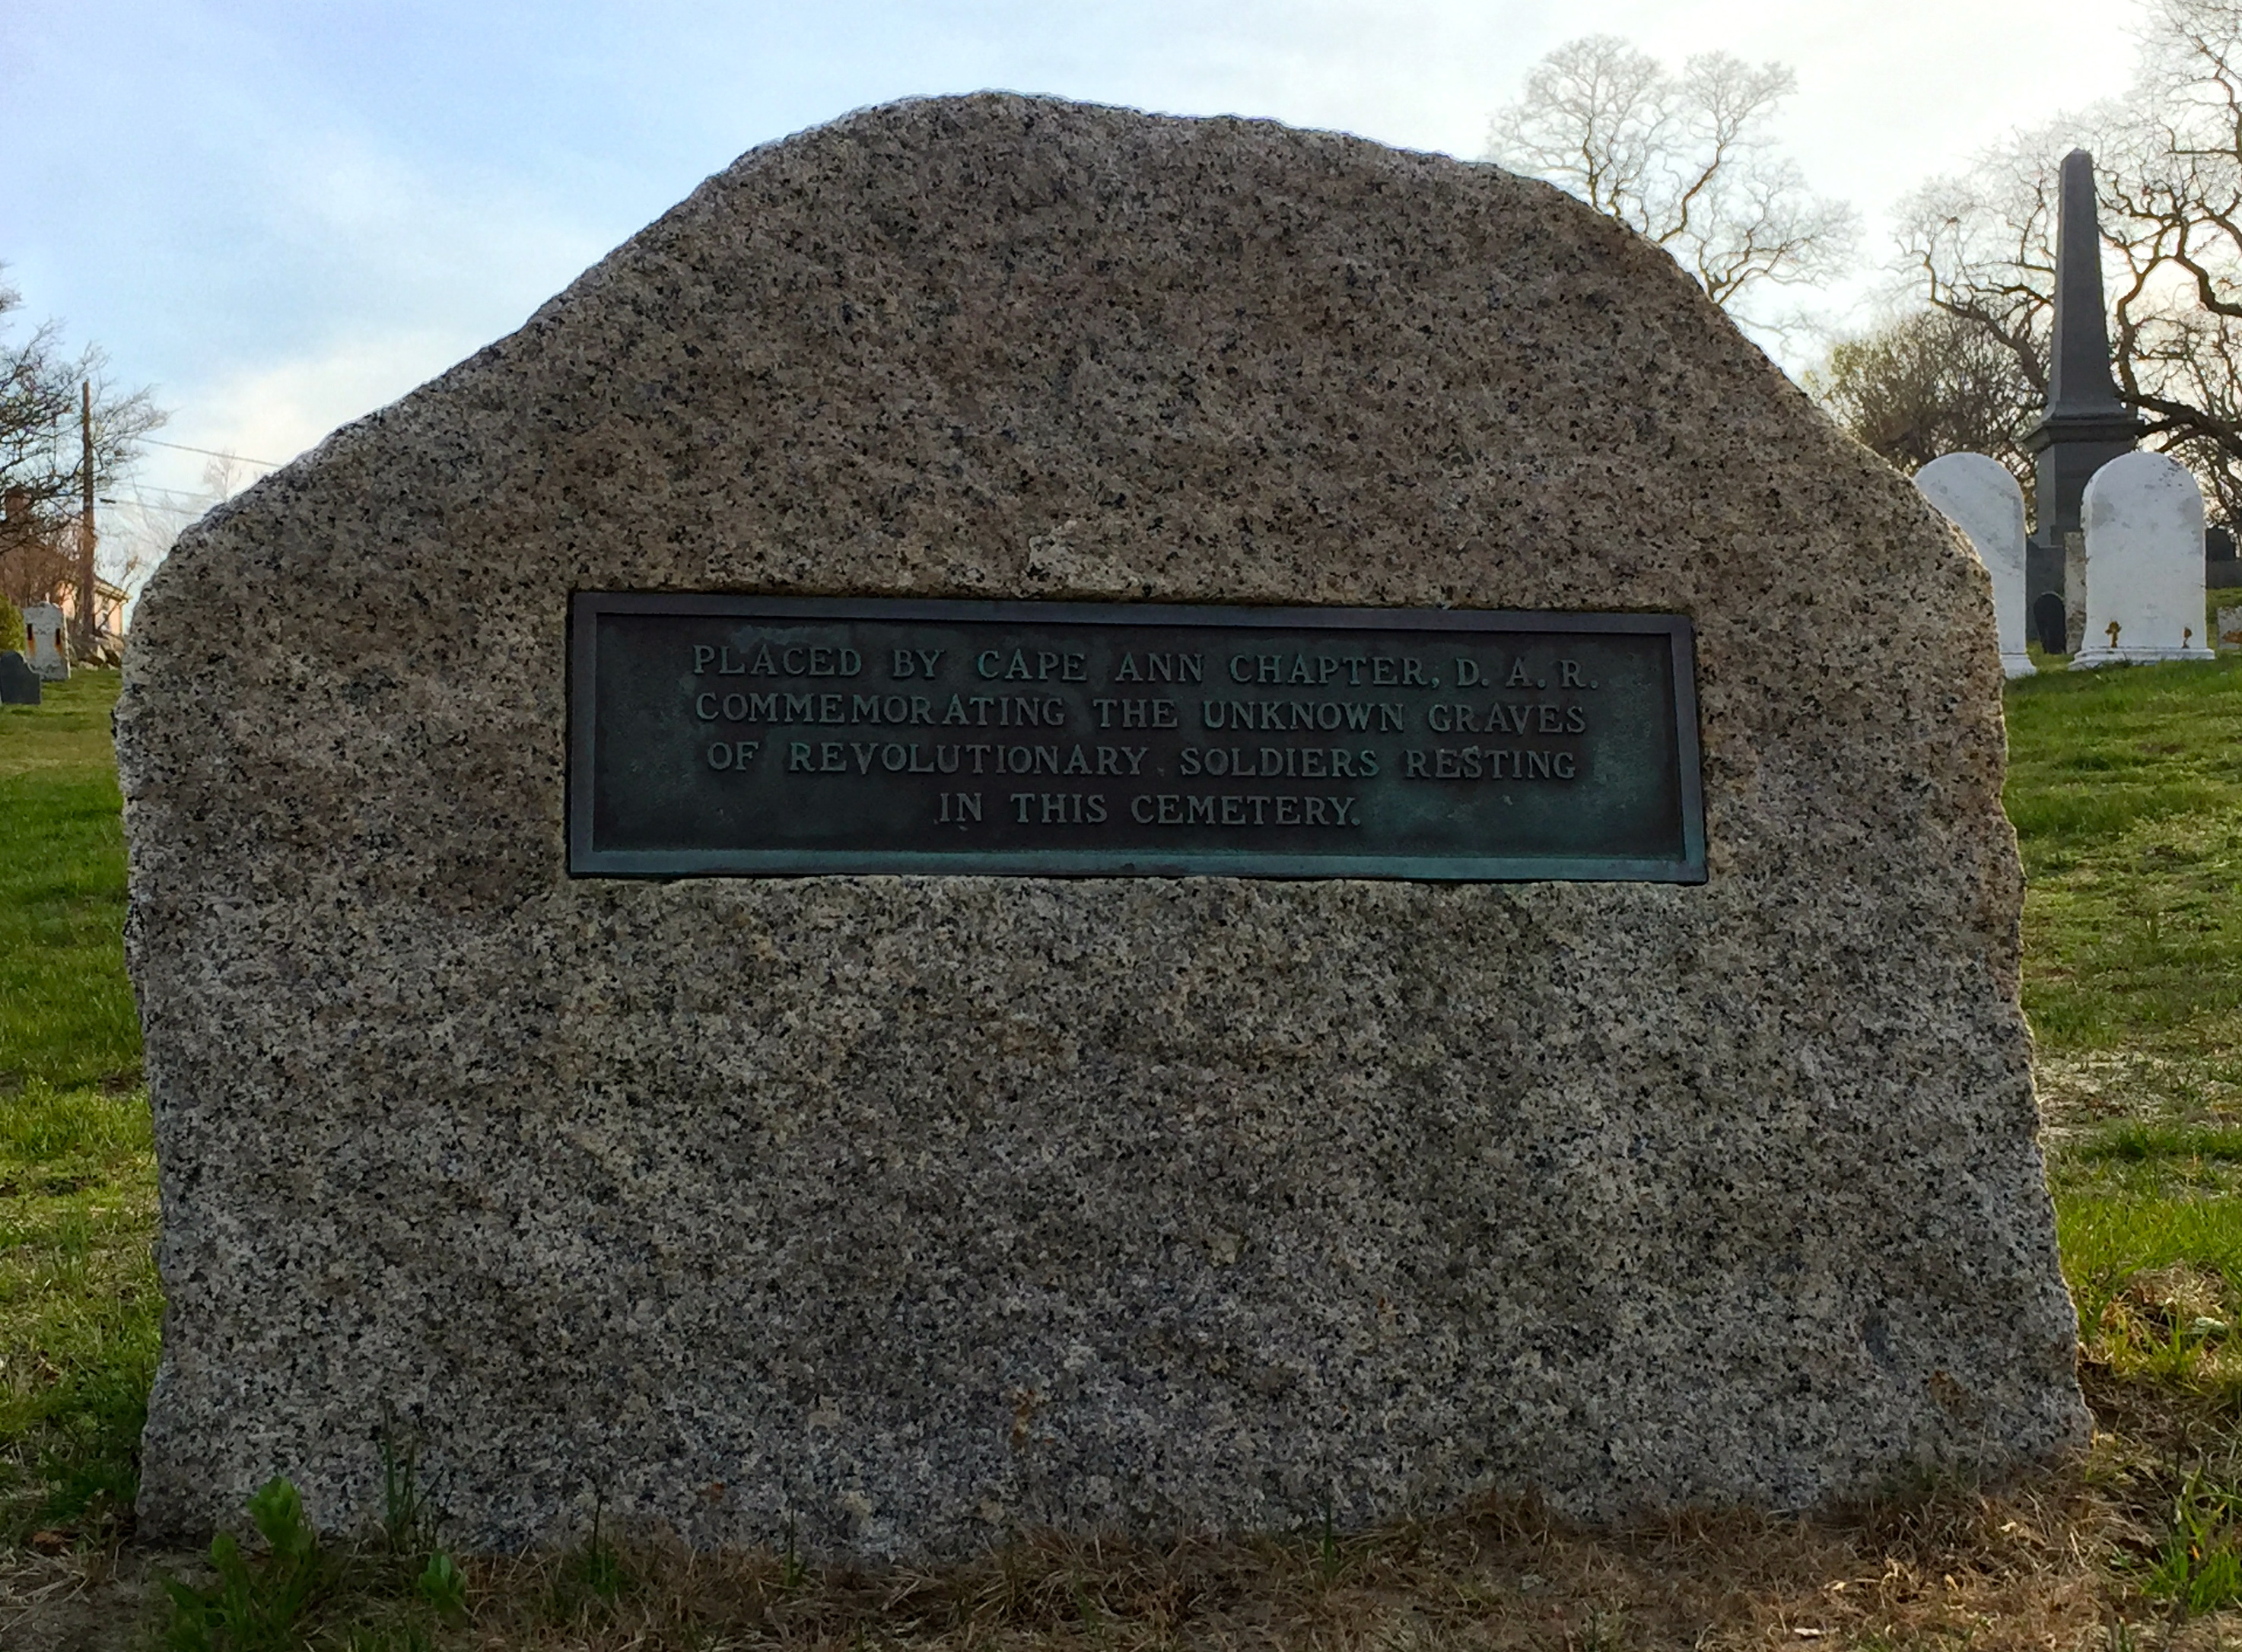 PLACED BY CAPE ANN CHAPTER, D. A. R.
COMMEMORATING THE UNKNOWN GRAVES
OF REVOLUTIONARY SOLDIERS RESTING
IN THIS CEMETERY.